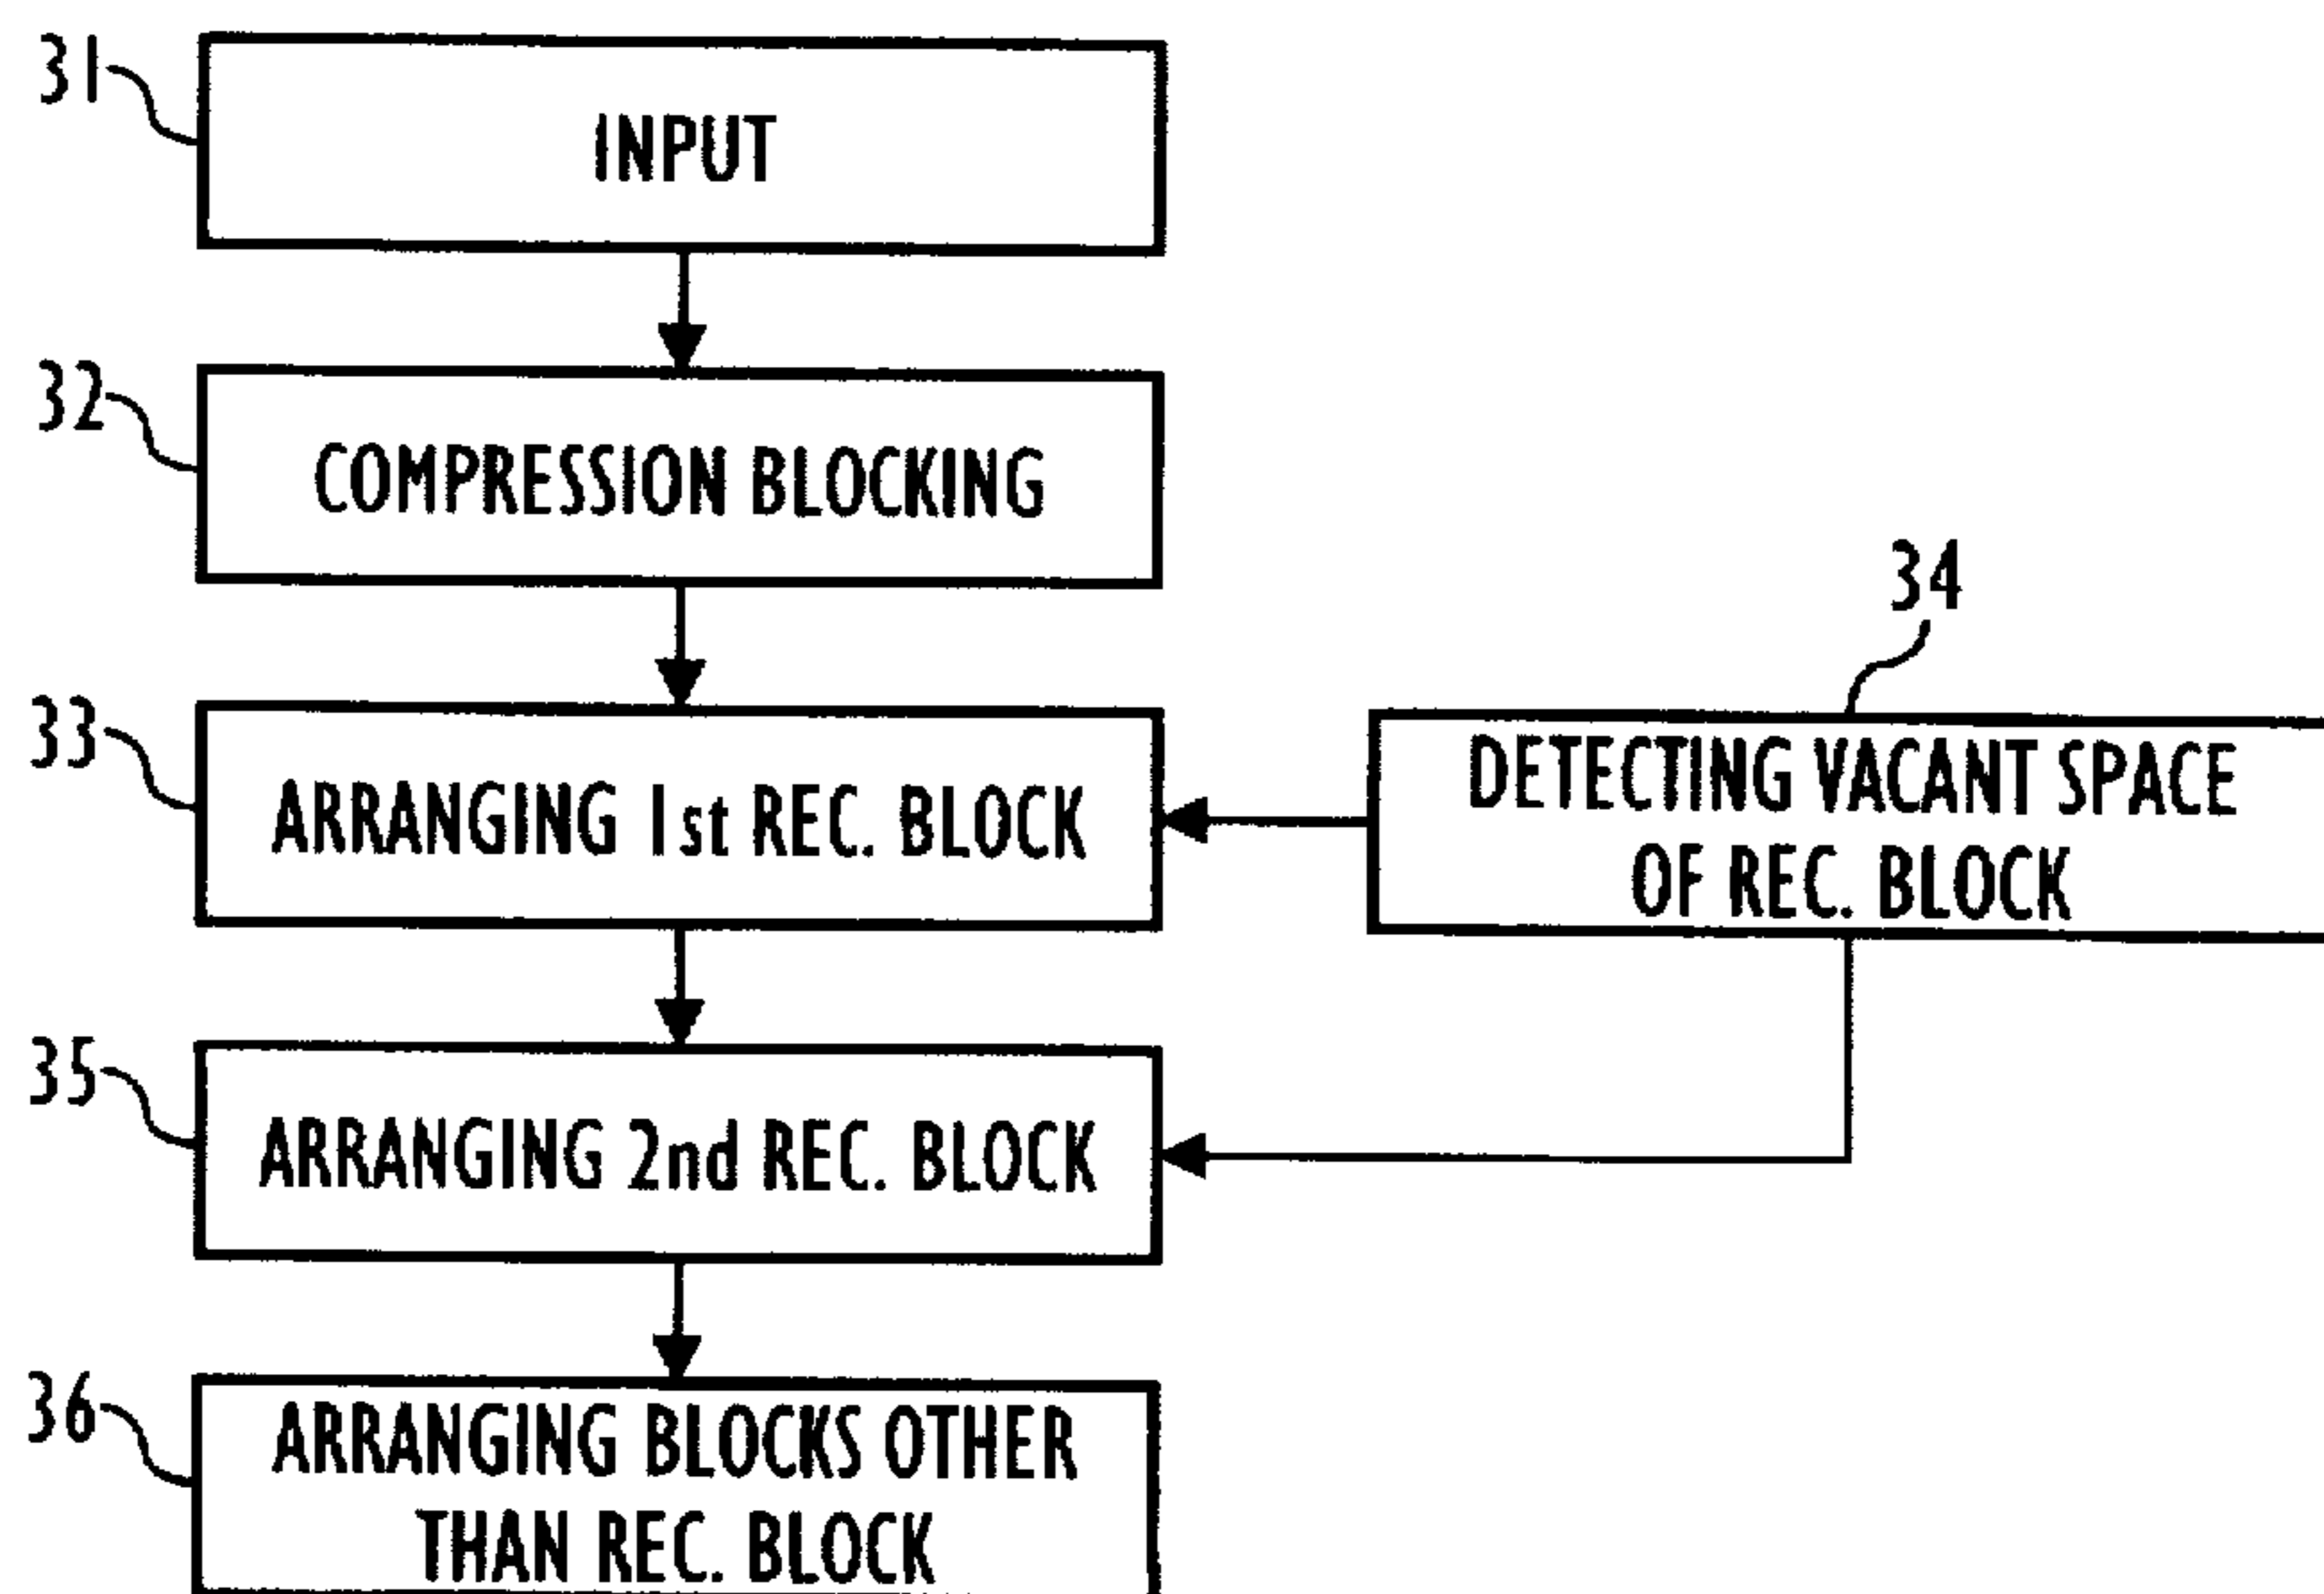 31
INPUT
32
COMPRESSION BLOCKING
33
ARRANGING 1st REC. BLOCK
34
DETECTING VACANT SPACE
OF REC. BLOCK
35
ARRANGING 2nd REC. BLOCK
36
ARRANGING BLOCKS OTHER
THAN REC. BLOCK